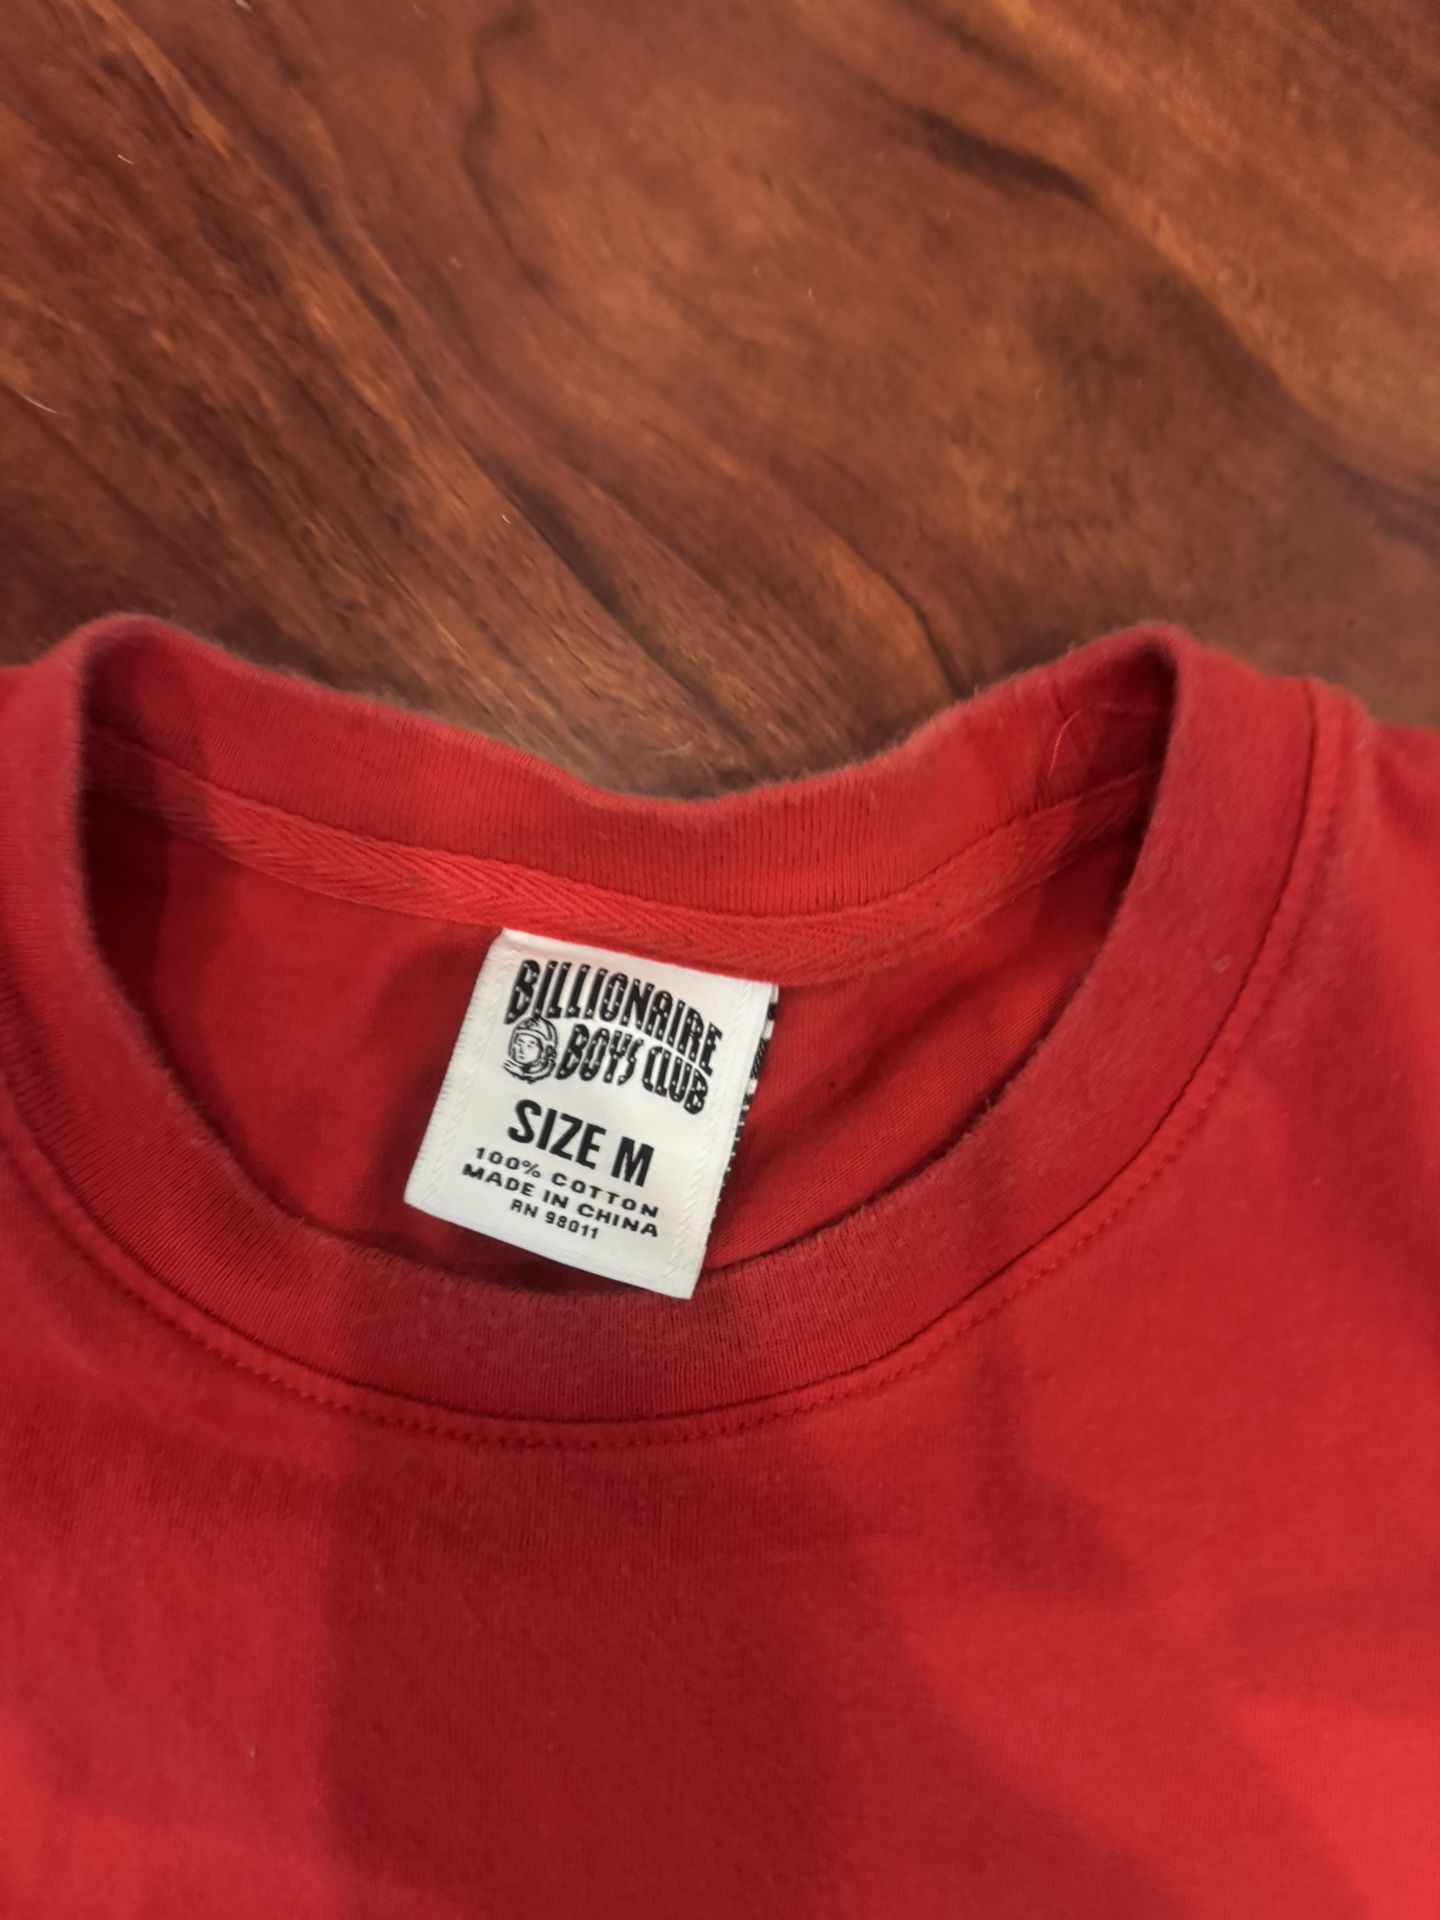 BILLIONAIRE
BOYS CLUB
SIZE M
100% COTTON
MADE IN CHINA
RN 98011